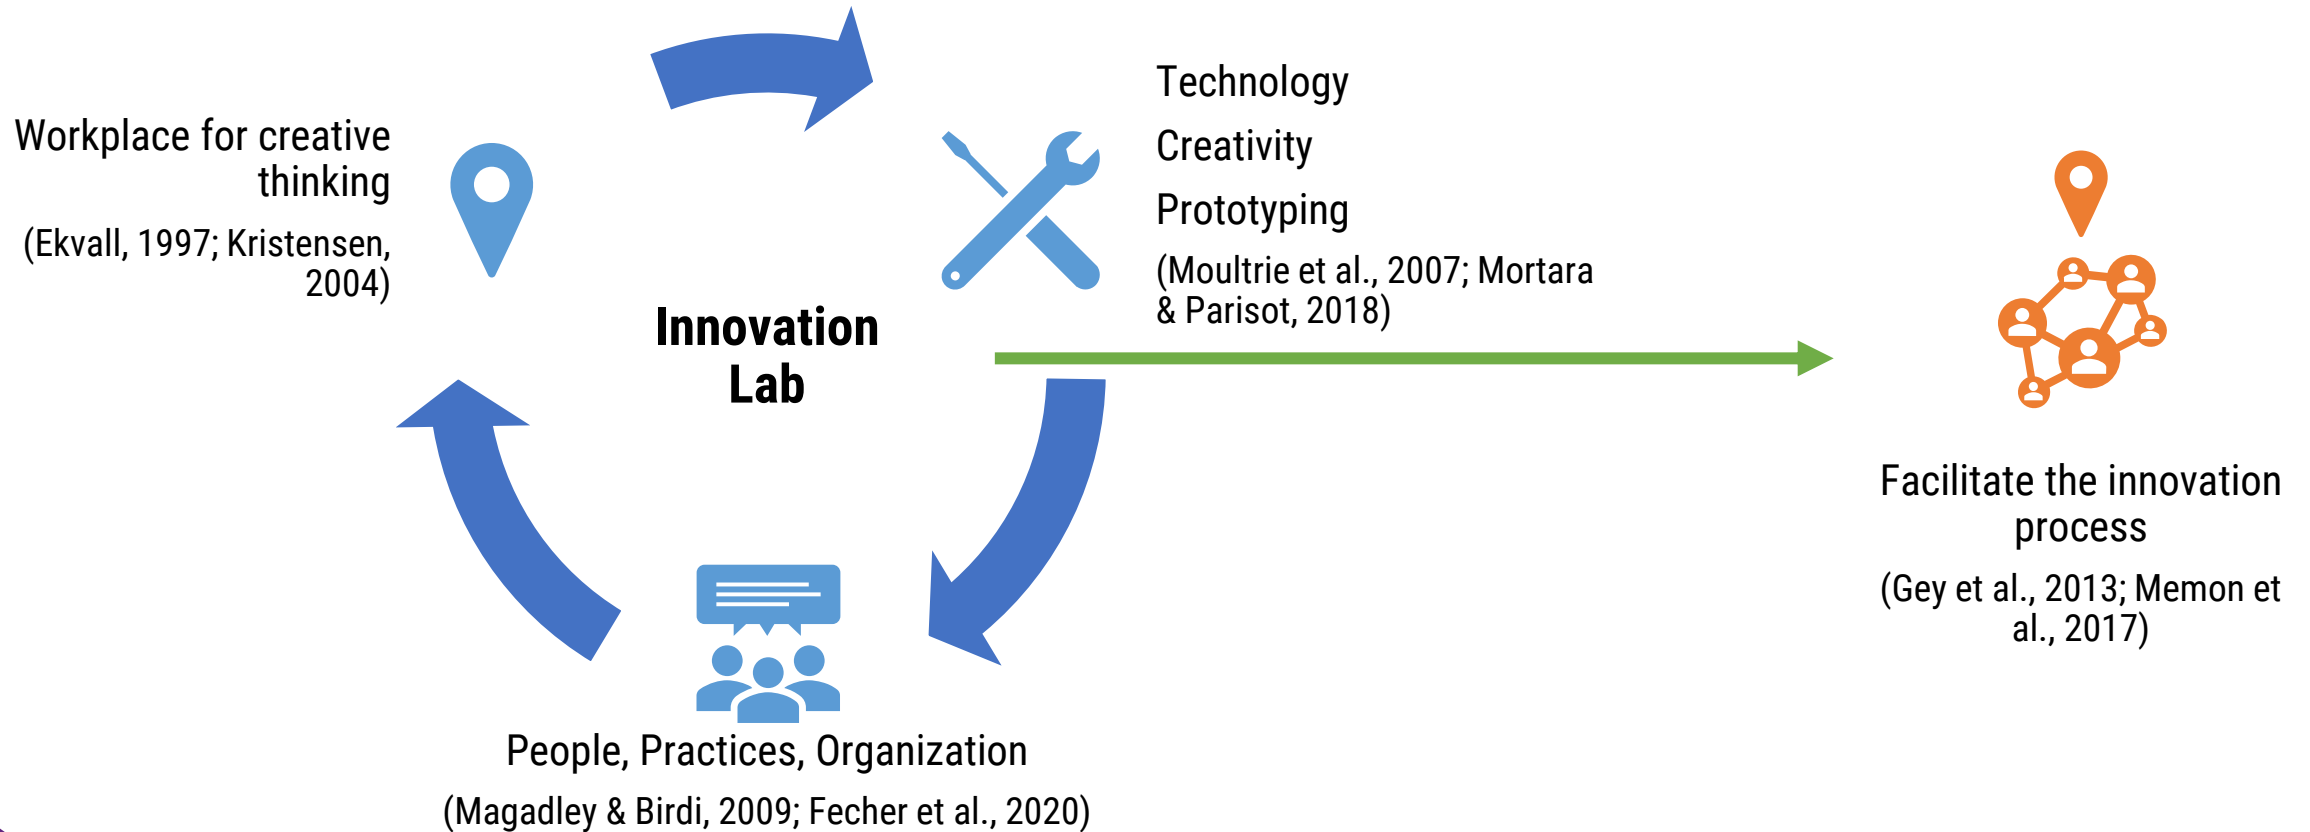 Workplace for creative
thinking
(Ekvall, 1997; Kristensen,
2004)
Technology
Creativity
Prototyping
(Moultrie et al., 2007; Mortara
& Parisot, 2018)
Innovation
Lab
People, Practices, Organization
(Magadley & Birdi, 2009; Fecher et al., 2020)
Facilitate the innovation
process
(Gey et al., 2013; Memon et
al., 2017)